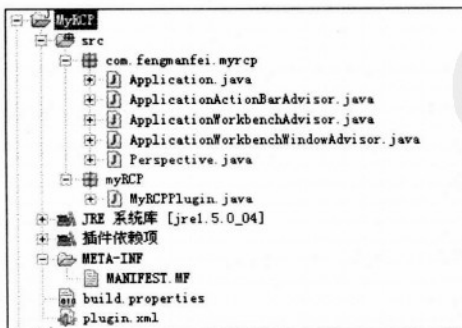 MyRCP
src
com.fengmanfei.myrcp
Application.java
ApplicationActionBarAdvisor.java
ApplicationWorkbenchAdvisor.java
ApplicationWorkbenchWindowAdvisor.java
Perspective.java
myRCP
MyRCPPlugin.java
JRE 系统库 [jre1.5.0_04]
插件依赖项
META-INF
MANIFEST.MF
build.properties
plugin.xml